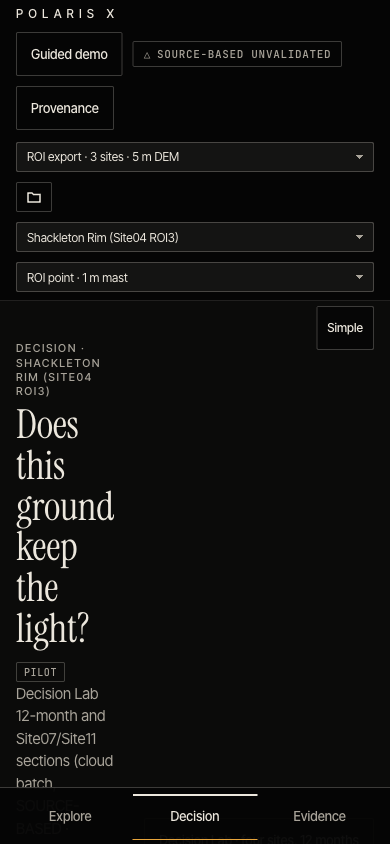 POLARIS X
Guided demo
△ SOURCE-BASED UNVALIDATED
Provenance
ROI export · 3 sites · 5 m DEM
Shackleton Rim (Site04 ROI3)
ROI point · 1 m mast
Simple
DECISION ·
SHACKLETON
RIM (SITE04
ROI3)
Does
this
ground
keep
the
light?
PILOT
Decision Lab
12-month and
Site07/Site11
sections (cloud
batch
SOURCE-
BASED
Explore
Decision
Evidence